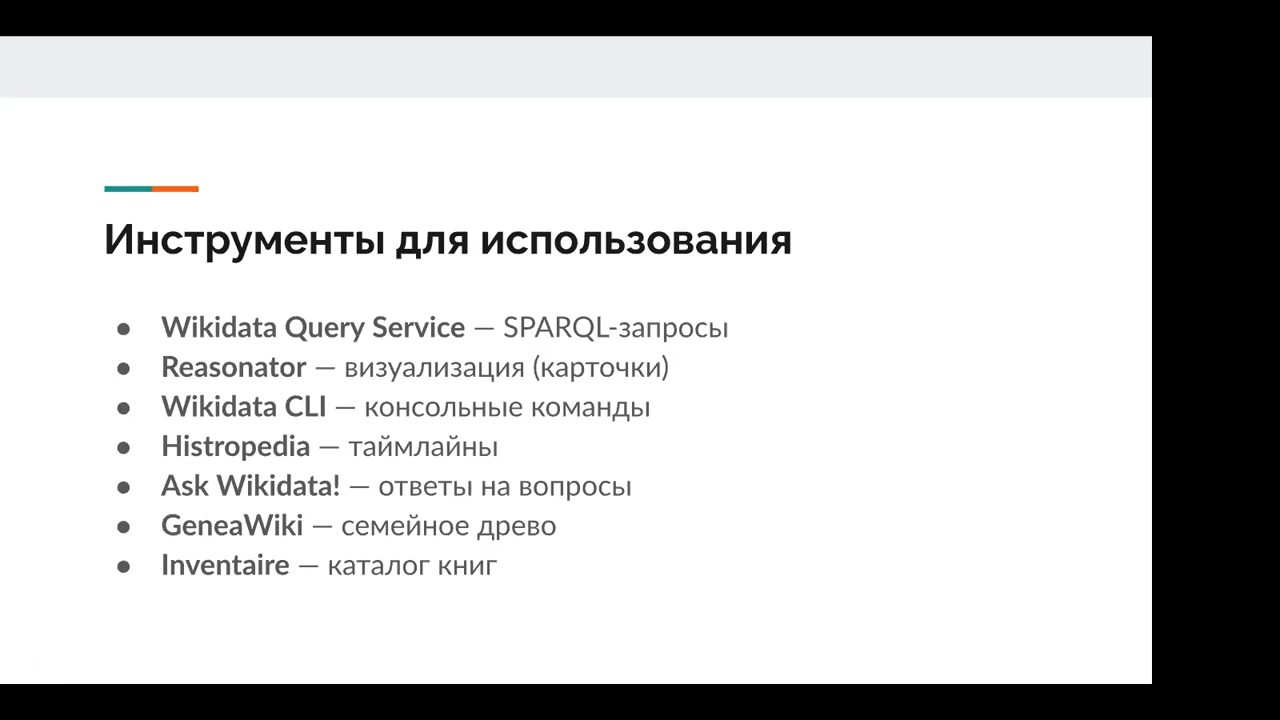 Инструменты для использования
● Wikidata Query Service — SPARQL-запросы
● Reasonator — визуализация (карточки)
● Wikidata CLI — консольные команды
● Histropedia — таймлайны
● Ask Wikidata! — ответы на вопросы
● GeneaWiki — семейное древо
● Inventaire — каталог книг